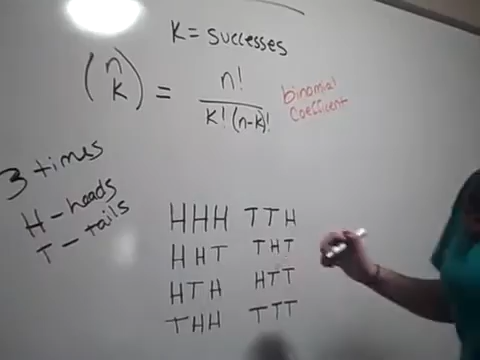 K = successes
(n k) = n! / k!(n-k)!
binomial
coefficient
3 times
H - heads
T - tails
HHH TTH
HHT THT
HTH HTT
THH TTT